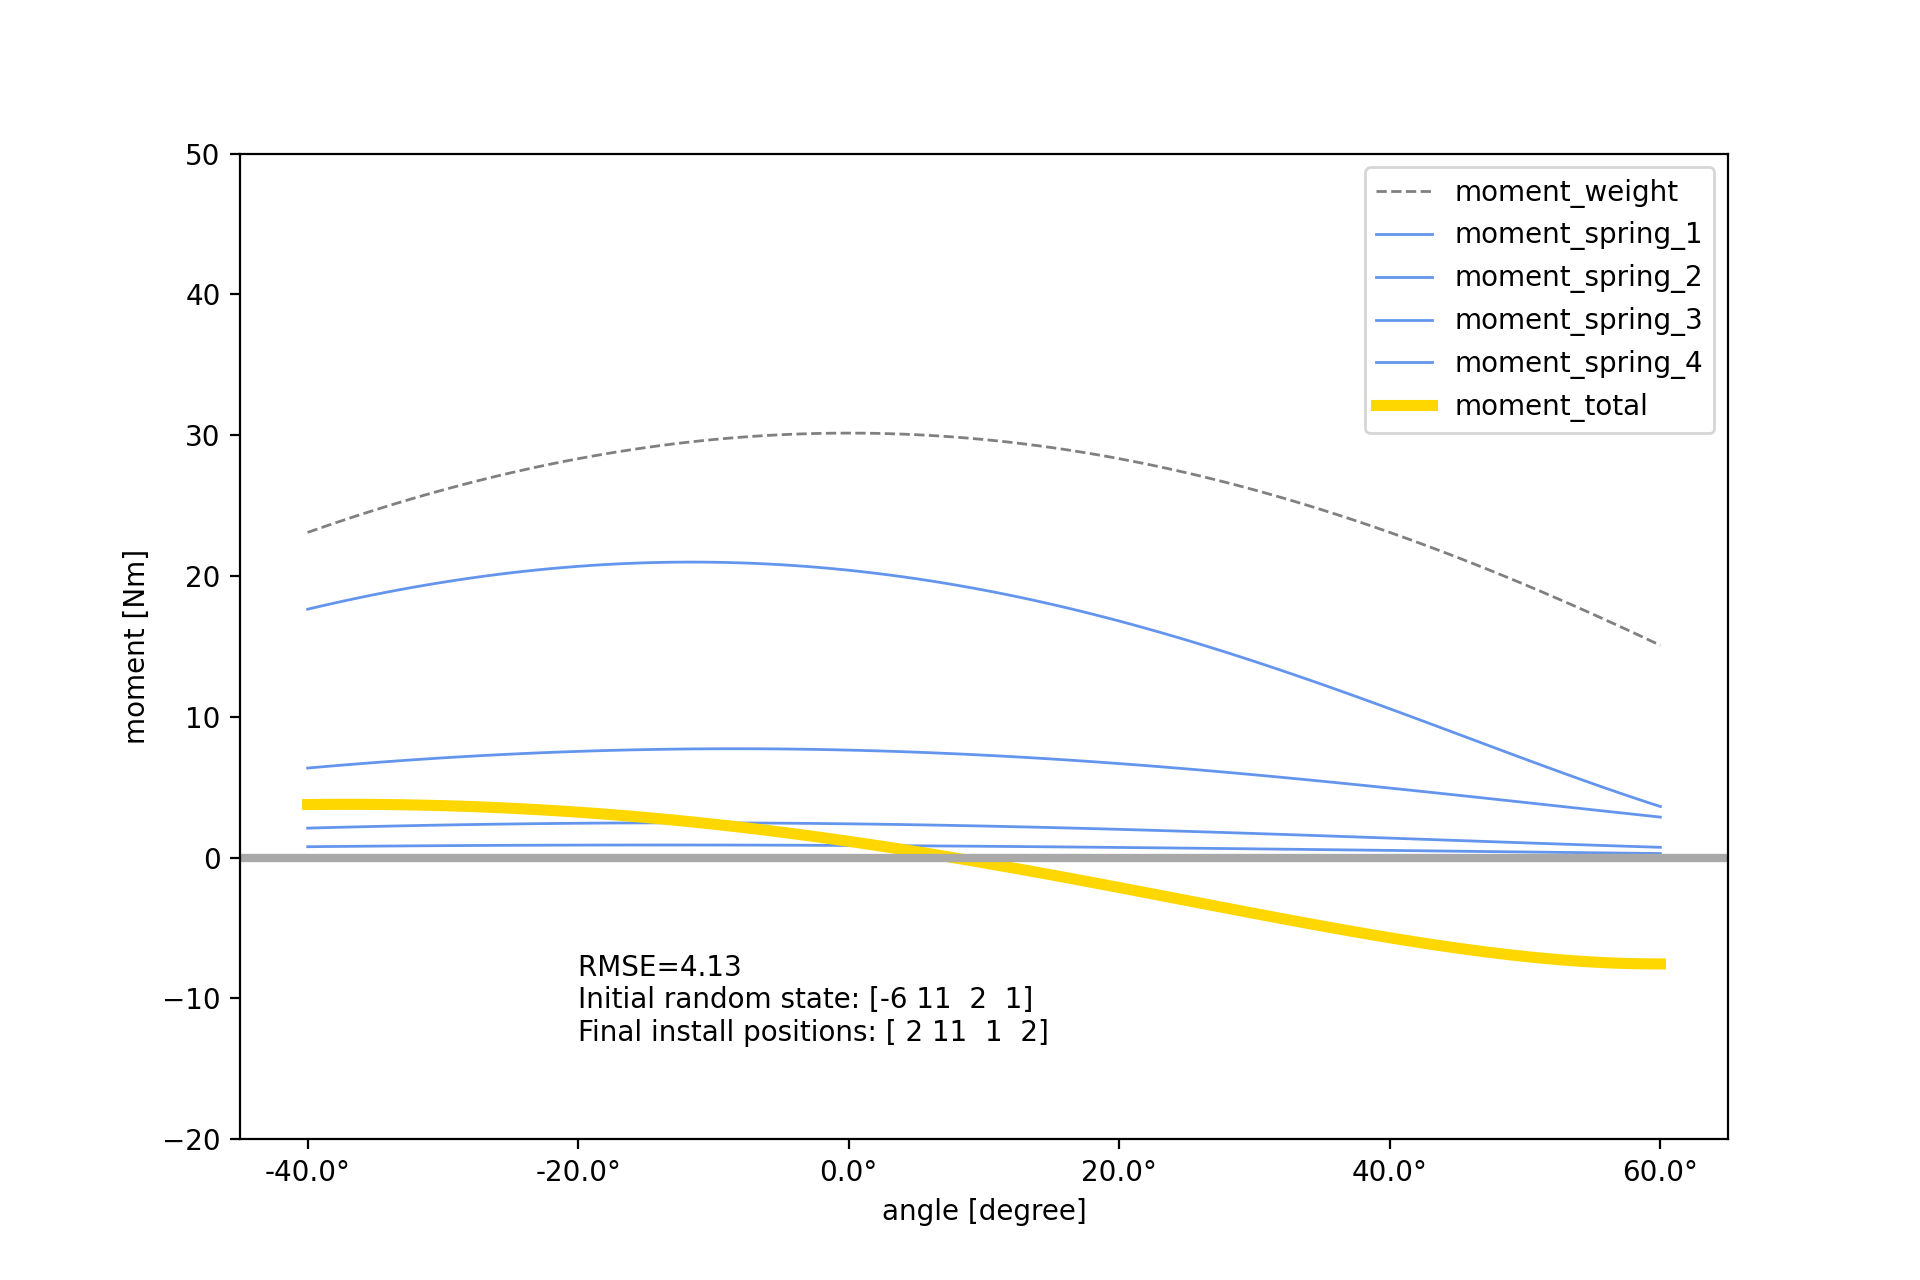 50
40
30
20
10
0
−10
−20
moment [Nm]
moment_weight
moment_spring_1
moment_spring_2
moment_spring_3
moment_spring_4
moment_total
RMSE=4.13
Initial random state: [-6 11  2  1]
Final install positions: [ 2 11  1  2]
-40.0° -20.0° 0.0° 20.0° 40.0° 60.0°
angle [degree]